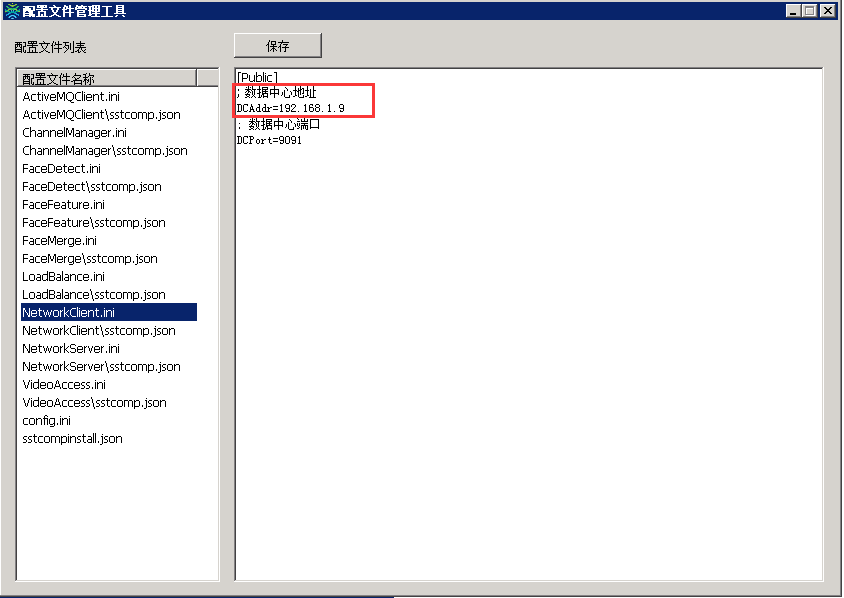 配置文件管理工具
配置文件列表
保存
配置文件名称
ActiveMQClient.ini
ActiveMQClient\sstcomp.json
ChannelManager.ini
ChannelManager\sstcomp.json
FaceDetect.ini
FaceDetect\sstcomp.json
FaceFeature.ini
FaceFeature\sstcomp.json
FaceMerge.ini
FaceMerge\sstcomp.json
LoadBalance.ini
LoadBalance\sstcomp.json
NetworkClient.ini
NetworkClient\sstcomp.json
NetworkServer.ini
NetworkServer\sstcomp.json
VideoAccess.ini
VideoAccess\sstcomp.json
config.ini
sstcompinstall.json
[Public]
; 数据中心地址
DCAddr=192.168.1.9
; 数据中心端口
DCPort=9091